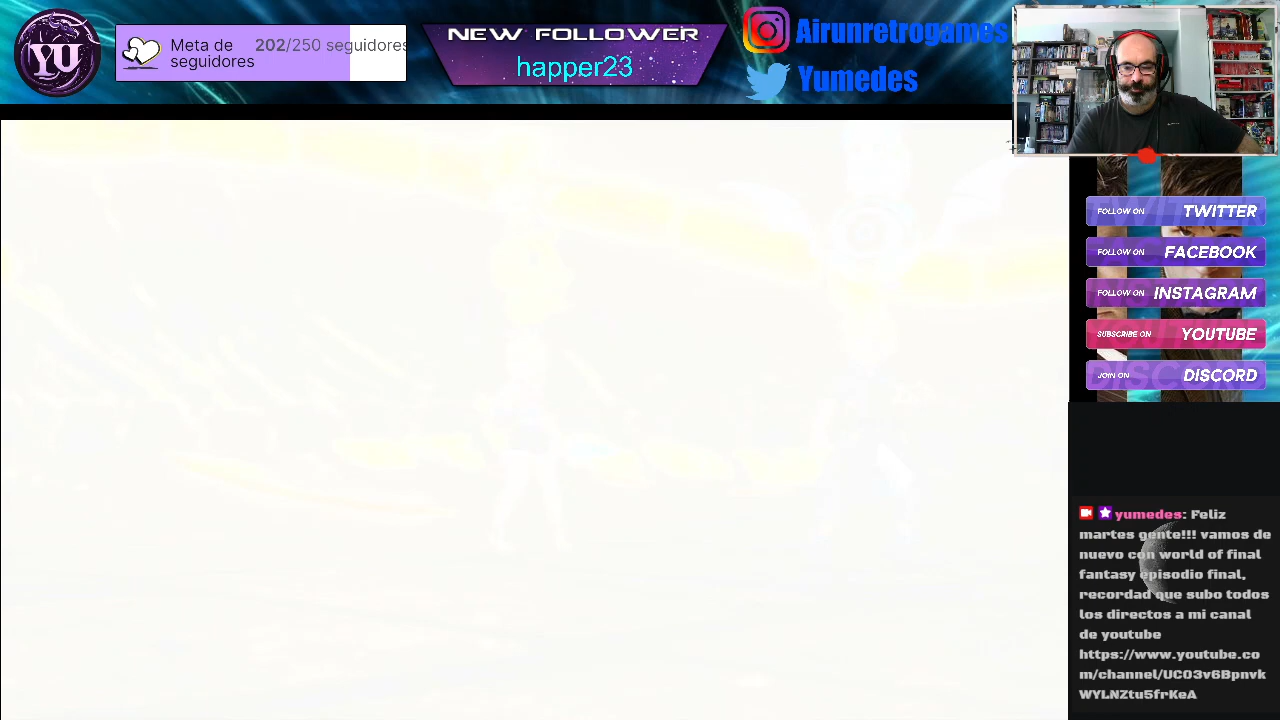 YU
Meta de seguidores
202/250 seguidores
NEW FOLLOWER
happer23
Airunretrogames
Yumedes
FOLLOW ON TWITTER
FOLLOW ON FACEBOOK
FOLLOW ON INSTAGRAM
SUBSCRIBE ON YOUTUBE
JOIN ON DISCORD
yumedes: Feliz
martes gente!!! vamos de
nuevo con world of final
fantasy episodio final,
recordad que subo todos
los directos a mi canal
de youtube
https://www.youtube.co
m/channel/UC03v6Bpnvk
WYLNZtu5frKeA